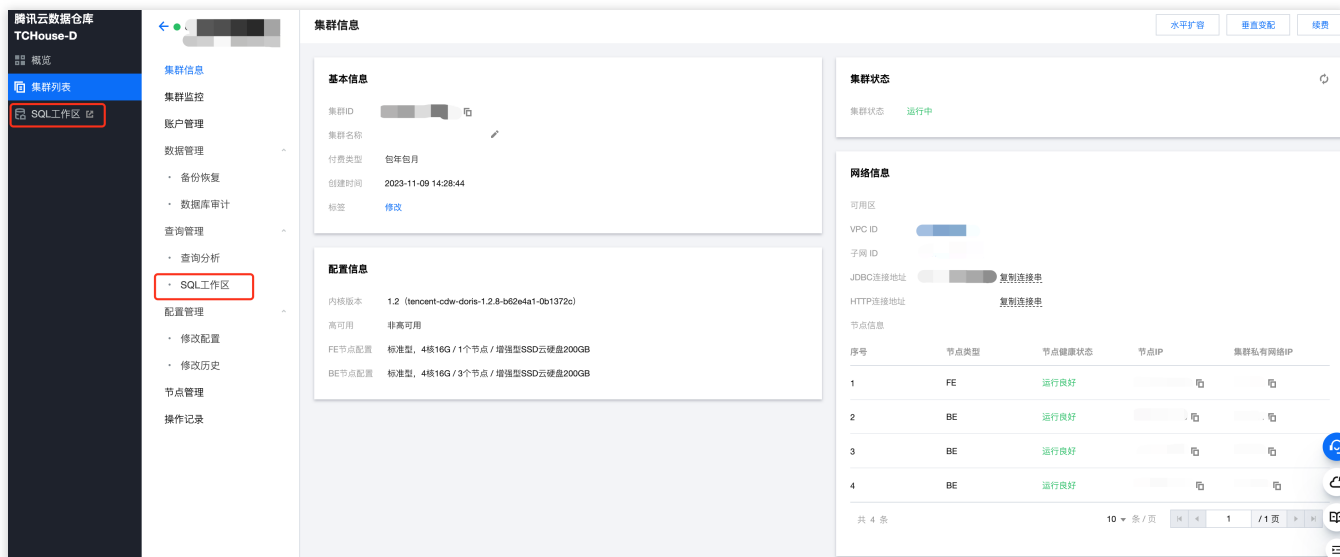 腾讯云数据仓库
TCHouse-D
概览
集群列表
SQL工作区
集群信息
集群监控
账户管理
数据管理
· 备份恢复
· 数据库审计
查询管理
· 查询分析
· SQL工作区
配置管理
· 修改配置
· 修改历史
节点管理
操作记录
集群信息
水平扩容 垂直变配 续费
基本信息
集群ID
集群名称
付费类型 包年包月
创建时间 2023-11-09 14:28:44
标签 修改
配置信息
内核版本 1.2（tencent-cdw-doris-1.2.8-b62e4a1-0b1372c）
高可用 非高可用
FE节点配置 标准型，4核16G / 1个节点 / 增强型SSD云硬盘200GB
BE节点配置 标准型，4核16G / 3个节点 / 增强型SSD云硬盘200GB
集群状态
集群状态 运行中
网络信息
可用区
VPC ID
子网 ID
JDBC连接地址 复制连接串
HTTP连接地址 复制连接串
节点信息
序号 节点类型 节点健康状态 节点IP 集群私有网络IP
1 FE 运行良好
2 BE 运行良好
3 BE 运行良好
4 BE 运行良好
共 4 条 10 条 / 页 1 / 1 页